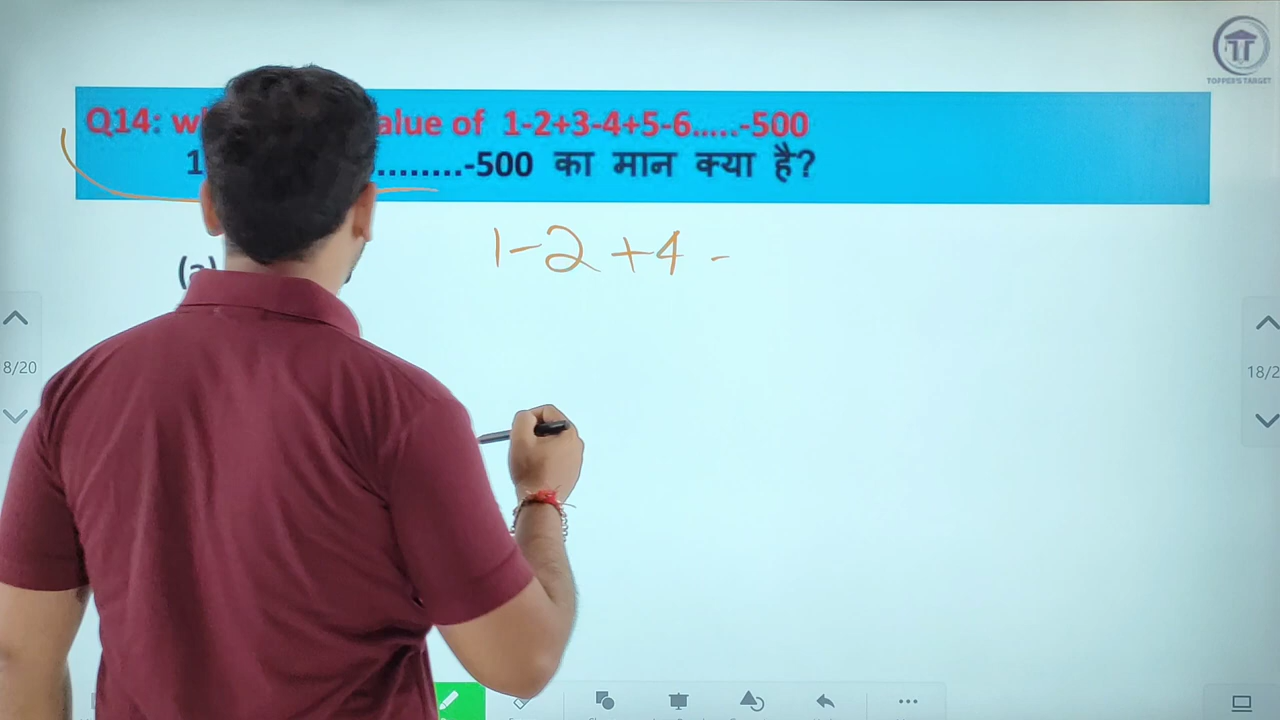 TOPPER'S TARGET
Q14: alue of 1-2+3-4+5-6.....-500
1 .........-500 का मान क्या है?
1-2 +4 -
(a)
8/20
18/2